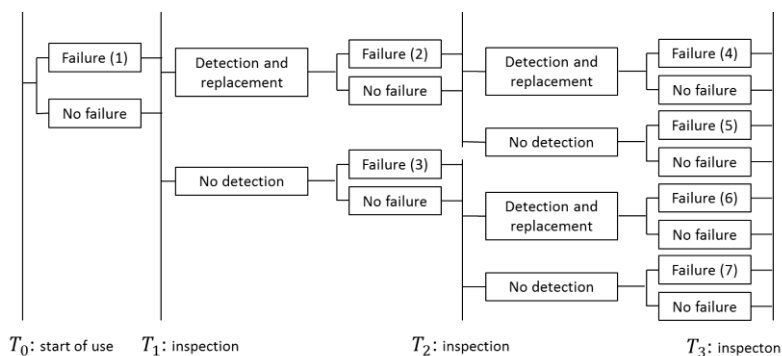 Failure (1)
No failure
Detection and
replacement
No detection
Failure (2)
No failure
Failure (3)
No failure
Detection and
replacement
No detection
Detection and
replacement
No detection
Failure (4)
No failure
Failure (5)
No failure
Failure (6)
No failure
Failure (7)
No failure
T₀: start of use
T₁: inspection
T₂: inspection
T₃: inspecton